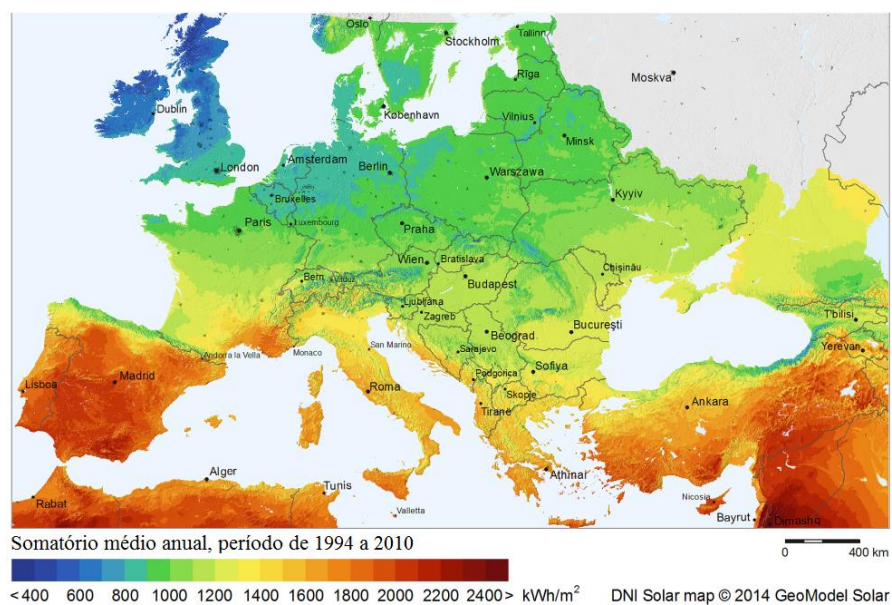 Oslo
Stockholm
Tallinn
Rīga
Moskva
Dublin
København
Vilnius
Minsk
London
Amsterdam
Berlin
Warszawa
Bruxelles
Kyyiv
Paris
Luxembourg
Praha
Wien
Bratislava
Chişinău
Bern
Vaduz
Budapest
Ljubljana
Zagreb
T'bilisi
Beograd
Bucureşti
San Marino
Sarajevo
Yerevan
Andorra la Vella
Monaco
Podgorica
Sofiya
Madrid
Lisboa
Roma
Skopje
Ankara
Tirane
Athinai
Alger
Tunis
Nicosia
Rabat
Valletta
Bayrut
Dimashq
Somatório médio anual, período de 1994 a 2010
0 400 km
< 400 600 800 1000 1200 1400 1600 1800 2000 2200 2400 > kWh/m²
DNI Solar map © 2014 GeoModel Solar